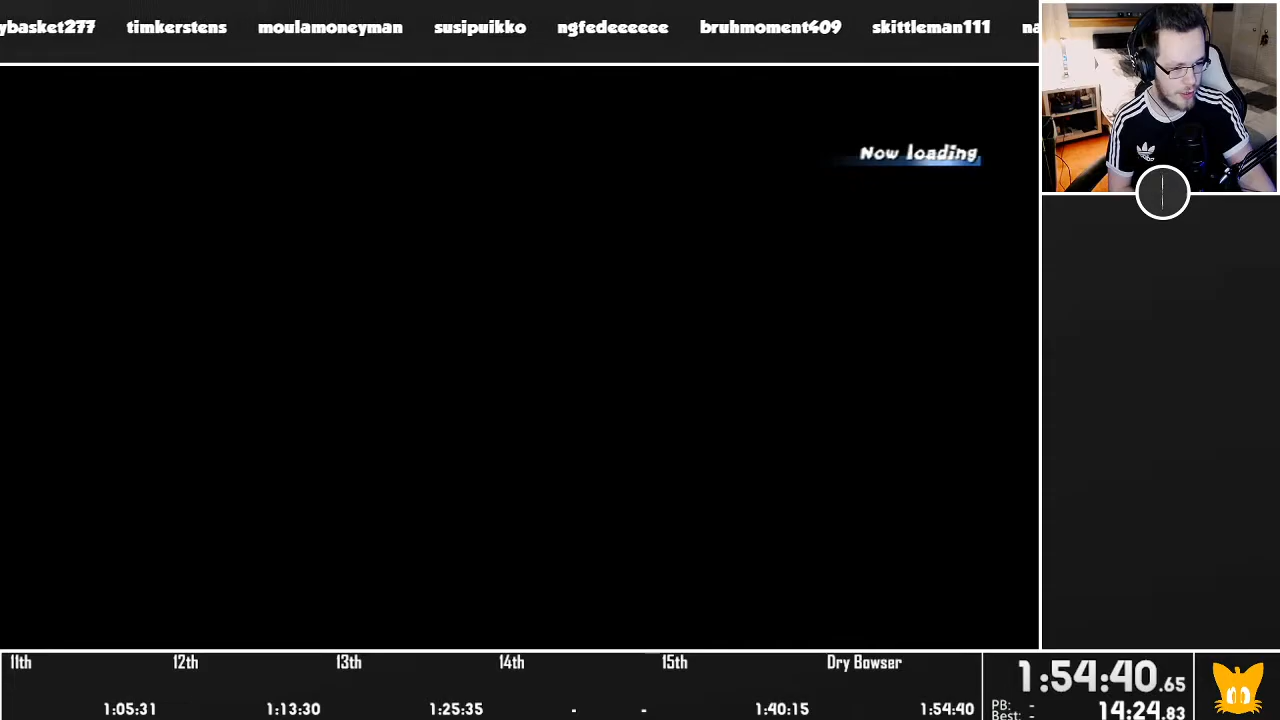 ybasket277 timkerstens moulamoneyman susipuikko ngfedeeeeee bruhmoment609 skittleman111 na
Now loading
11th 12th 13th 14th 15th Dry Bowser
1:05:31 1:13:30 1:25:35 - - 1:40:15 1:54:40
1:54:40.65
PB: -
Best: - 14:24.83